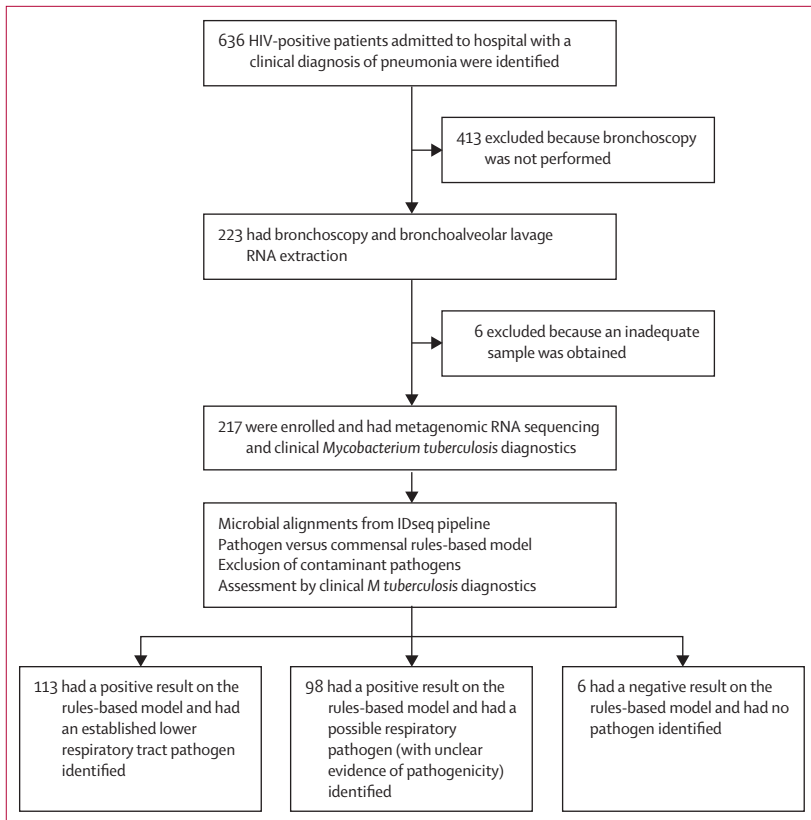 636 HIV-positive patients admitted to hospital with a
clinical diagnosis of pneumonia were identified
413 excluded because bronchoscopy
was not performed
223 had bronchoscopy and bronchoalveolar lavage
RNA extraction
6 excluded because an inadequate
sample was obtained
217 were enrolled and had metagenomic RNA sequencing
and clinical Mycobacterium tuberculosis diagnostics
Microbial alignments from IDseq pipeline
Pathogen versus commensal rules-based model
Exclusion of contaminant pathogens
Assessment by clinical M tuberculosis diagnostics
113 had a positive result on the
rules-based model and had
an established lower
respiratory tract pathogen
identified
98 had a positive result on the
rules-based model and had a
possible respiratory
pathogen (with unclear
evidence of pathogenicity)
identified
6 had a negative result on the
rules-based model and had no
pathogen identified